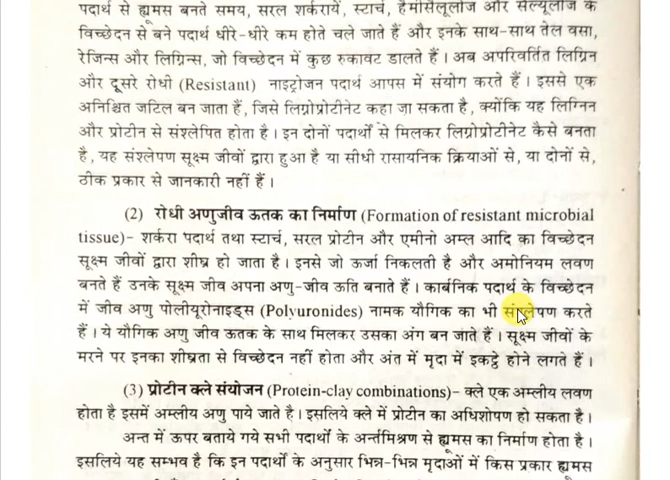 पदार्थ से ह्यूमस बनते समय, सरल शर्करायें, स्टार्च, हेमीसेलूलोज और सेल्यूलोज के
विच्छेदन से बने पदार्थ धीरे-धीरे कम होते चले जाते हैं और इनके साथ-साथ तेल वसा,
रेजिन्स और लिग्निन्स, जो विच्छेदन में कुछ रुकावट डालते हैं। अब अपरिवर्तित लिग्निन
और दूसरे रोधी (Resistant) नाइट्रोजन पदार्थ आपस में संयोग करते हैं। इससे एक
अनिश्चित जटिल बन जाता हैं, जिसे लिग्नोप्रोटीनेट कहा जा सकता है, क्योंकि यह लिग्निन
और प्रोटीन से संश्लेपित होता है। इन दोनों पदार्थों से मिलकर लिग्नोप्रोटीनेट कैसे बनता
है, यह संश्लेपण सूक्ष्म जीवों द्वारा हुआ है या सीधी रासायनिक क्रियाओं से, या दोनों से,
ठीक प्रकार से जानकारी नहीं हैं।
(2) रोधी अणुजीव ऊतक का निर्माण (Formation of resistant microbial
tissue)- शर्करा पदार्थ तथा स्टार्च, सरल प्रोटीन और एमीनो अम्ल आदि का विच्छेदन
सूक्ष्म जीवों द्वारा शीघ्र हो जाता है। इनसे जो ऊर्जा निकलती है और अमोनियम लवण
बनते हैं उनके सूक्ष्म जीव अपना अणु-जीव ऊति बनाते हैं। कार्बनिक पदार्थ के विच्छेदन
में जीव अणु पोलीयूरोनाइड्स (Polyuronides) नामक यौगिक का भी संश्लेपण करते
हैं। ये यौगिक अणु जीव ऊतक के साथ मिलकर उसका अंग बन जाते हैं। सूक्ष्म जीवों के
मरने पर इनका शीघ्रता से विच्छेदन नहीं होता और अंत में मृदा में इकट्ठे होने लगते हैं।
(3) प्रोटीन क्ले संयोजन (Protein-clay combinations)- क्ले एक अम्लीय लवण
होता है इसमें अम्लीय अणु पाये जाते है। इसलिये क्ले में प्रोटीन का अधिशोषण हो सकता है।
अन्त में ऊपर बताये गये सभी पदार्थों के अर्न्तमिश्रण से ह्यूमस का निर्माण होता है।
इसलिये यह सम्भव है कि इन पदार्थों के अनुसार भिन्न-भिन्न मृदाओं में किस प्रकार ह्यूमस